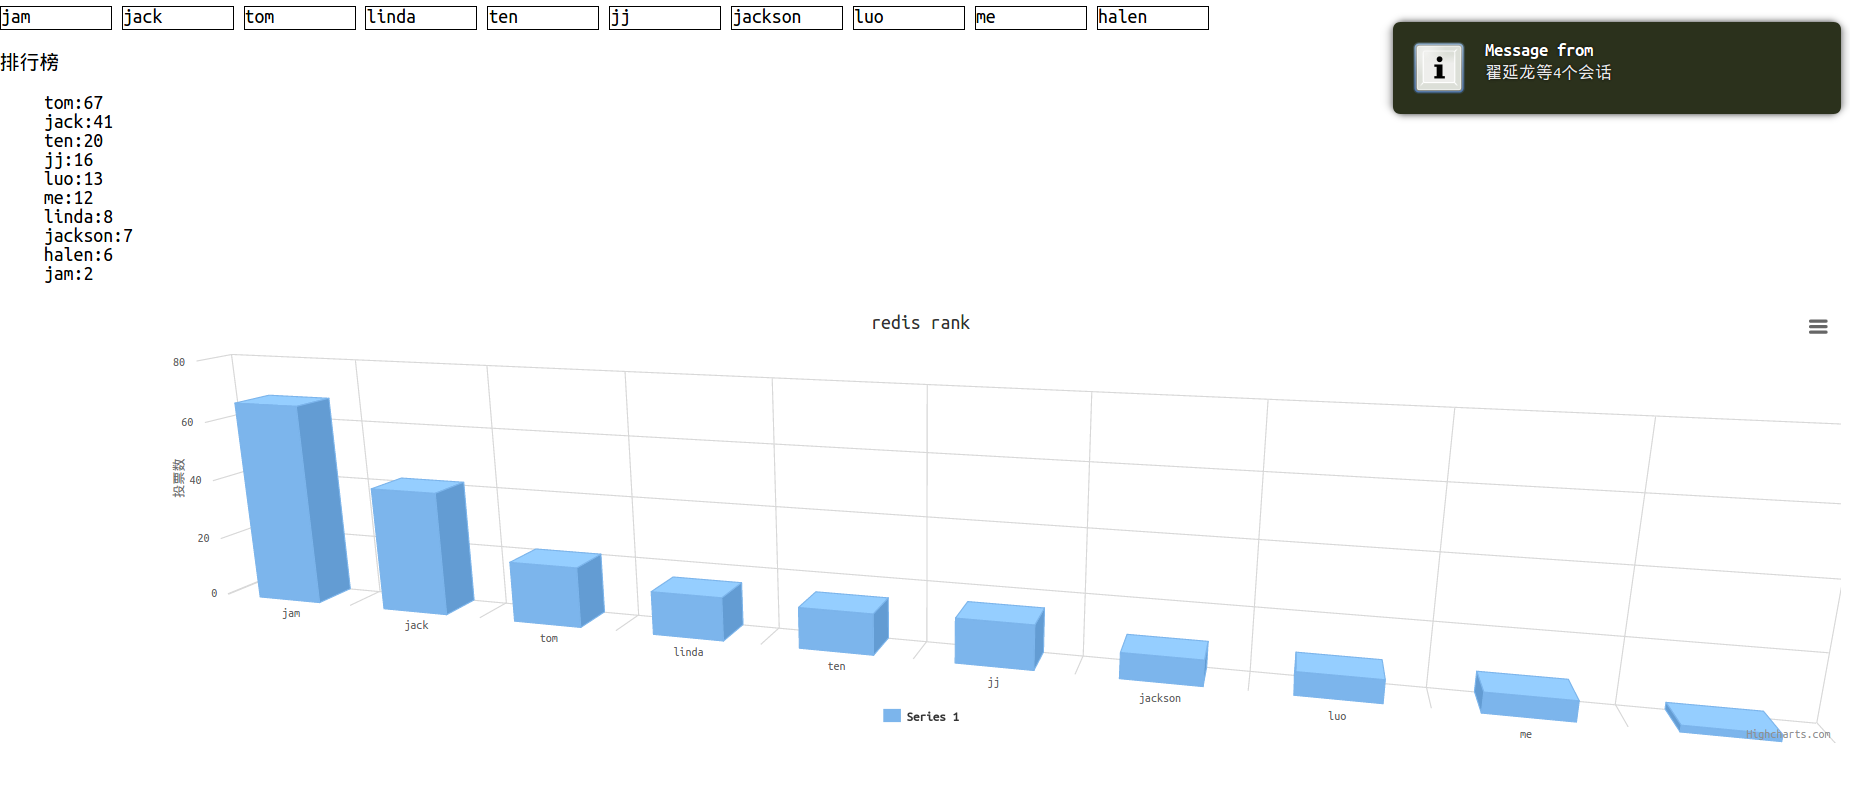 jam jack tom linda ten jj jackson luo me halen
Message from
翟延龙等4个会话
排行榜
tom:67
jack:41
ten:20
jj:16
luo:13
me:12
linda:8
jackson:7
halen:6
jam:2
redis rank
投票数
80
60
40
20
0
jam
jack
tom
linda
ten
jj
jackson
luo
me
Series 1
Highcharts.com